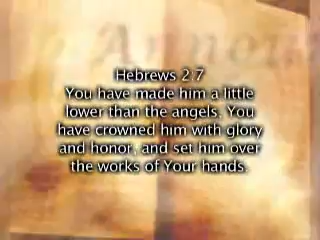 Hebrews 2:7
You have made him a little
lower than the angels. You
have crowned him with glory
and honor, and set him over
the works of Your hands.